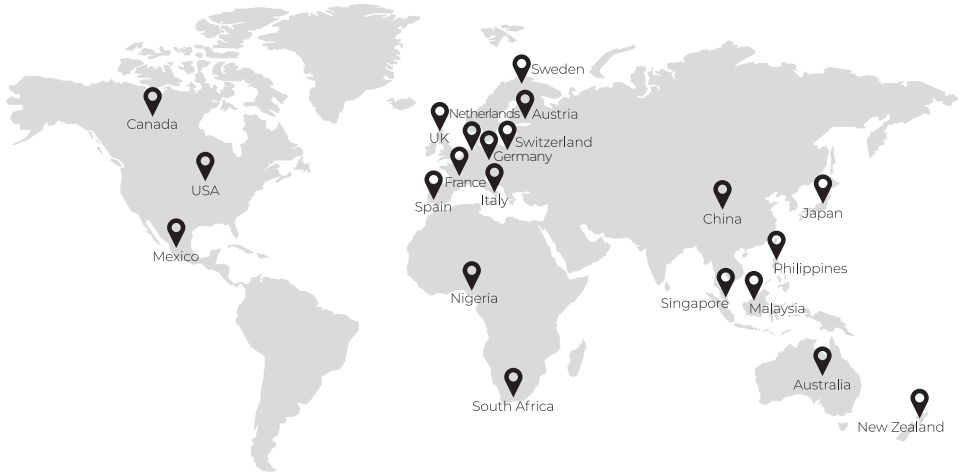 Sweden
Canada
Netherlands
Austria
UK
Switzerland
Germany
USA
France
Italy
Spain
China
Japan
Mexico
Philippines
Nigeria
Singapore
Malaysia
Australia
South Africa
New Zealand